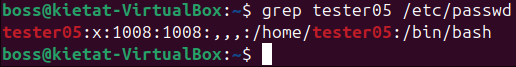 boss@kietat-VirtualBox:~$ grep tester05 /etc/passwd
tester05:x:1008:1008:,,,:/home/tester05:/bin/bash
boss@kietat-VirtualBox:~$